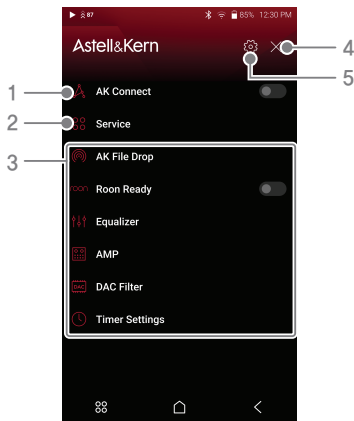 87 85% 12:30 PM
Astell&Kern
4
5
1 AK Connect
2 Service
3 AK File Drop
roon Roon Ready
Equalizer
AMP
DAC DAC Filter
Timer Settings